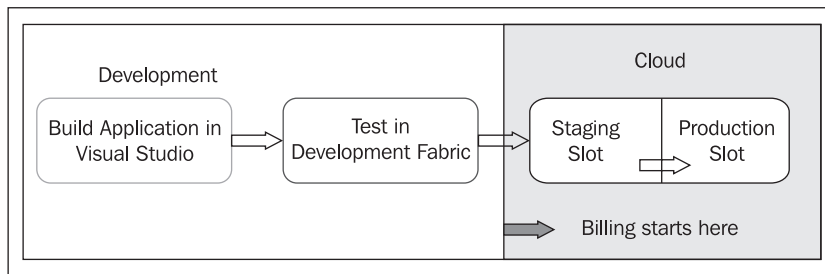 Development
Cloud
Build Application in
Visual Studio
Test in
Development Fabric
Staging
Slot
Production
Slot
Billing starts here